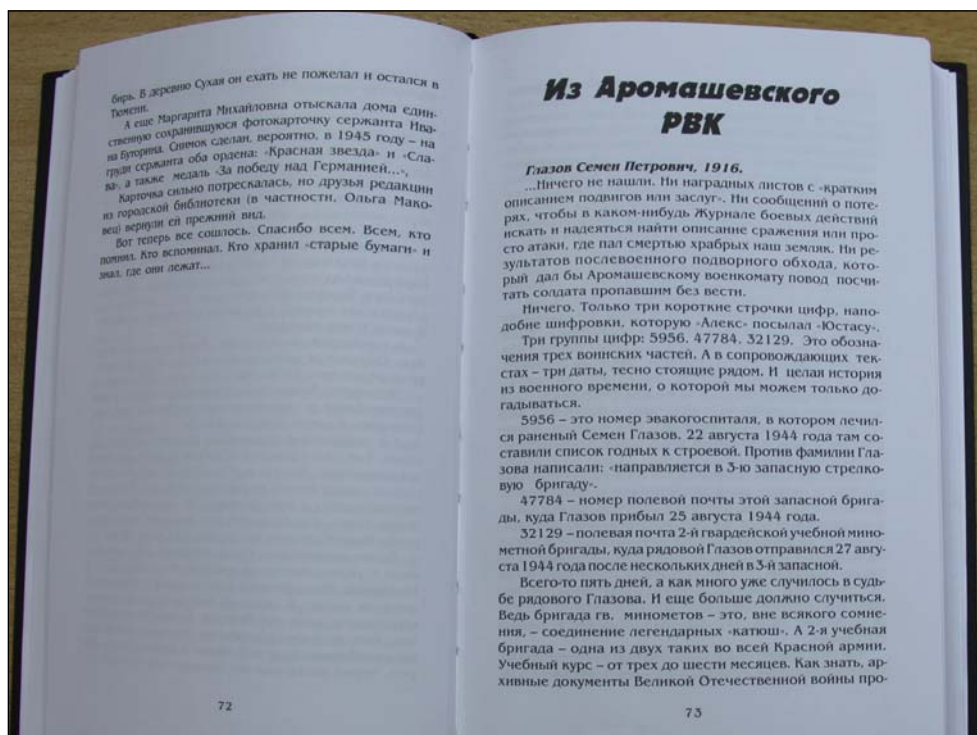 бирь. В деревню Сухая он ехать не пожелал и остался в
Тюмени.
А еще Маргарита Михайловна отыскала дома един-
ственную сохранившуюся фотокарточку сержанта Ива-
на Буторина. Снимок сделан, вероятно, в 1945 году – на
груди сержанта оба ордена: «Красная звезда» и «Сла-
ва», а также медаль «За победу над Германией...».
Карточка сильно потрескалась, но друзья редакции
из городской библиотеки (в частности, Ольга Мако-
вец) вернули ей прежний вид.
Вот теперь все сошлось. Спасибо всем. Всем, кто
помнил. Кто вспоминал. Кто хранил «старые бумаги» и
знал, где они лежат...
72
Из Аромашевского
РВК
Глазов Семен Петрович, 1916.
...Ничего не нашли. Ни наградных листов с «кратким
описанием подвигов или заслуг». Ни сообщений о поте-
рях, чтобы в каком-нибудь Журнале боевых действий
искать и надеяться найти описание сражения или про-
сто атаки, где пал смертью храбрых наш земляк. Ни ре-
зультатов послевоенного подворного обхода, кото-
рый дал бы Аромашевскому военкомату повод посчи-
тать солдата пропавшим без вести.
Ничего. Только три короткие строчки цифр, напо-
добие шифровки, которую «Алекс» посылал «Юстасу».
Три группы цифр: 5956, 47784, 32129. Это обозна-
чения трех воинских частей. А в сопровождающих тек-
стах – три даты, тесно стоящие рядом. И целая история
из военного времени, о которой мы можем только до-
гадываться.
5956 – это номер эвакогоспиталя, в котором лечил-
ся раненый Семен Глазов. 22 августа 1944 года там со-
ставили список годных к строевой. Против фамилии Гла-
зова написали: «направляется в 3-ю запасную стрелко-
вую бригаду».
47784 – номер полевой почты этой запасной брига-
ды, куда Глазов прибыл 25 августа 1944 года.
32129 – полевая почта 2-й гвардейской учебной мино-
метной бригады, куда рядовой Глазов отправился 27 авгу-
ста 1944 года после нескольких дней в 3-й запасной.
Всего-то пять дней, а как много уже случилось в судь-
бе рядового Глазова. И еще больше должно случиться.
Ведь бригада гв. минометов – это, вне всякого сомне-
ния, – соединение легендарных «катюш». А 2-я учебная
бригада – одна из двух таких во всей Красной армии.
Учебный курс – от трех до шести месяцев. Как знать, ар-
хивные документы Великой Отечественной войны про-
73